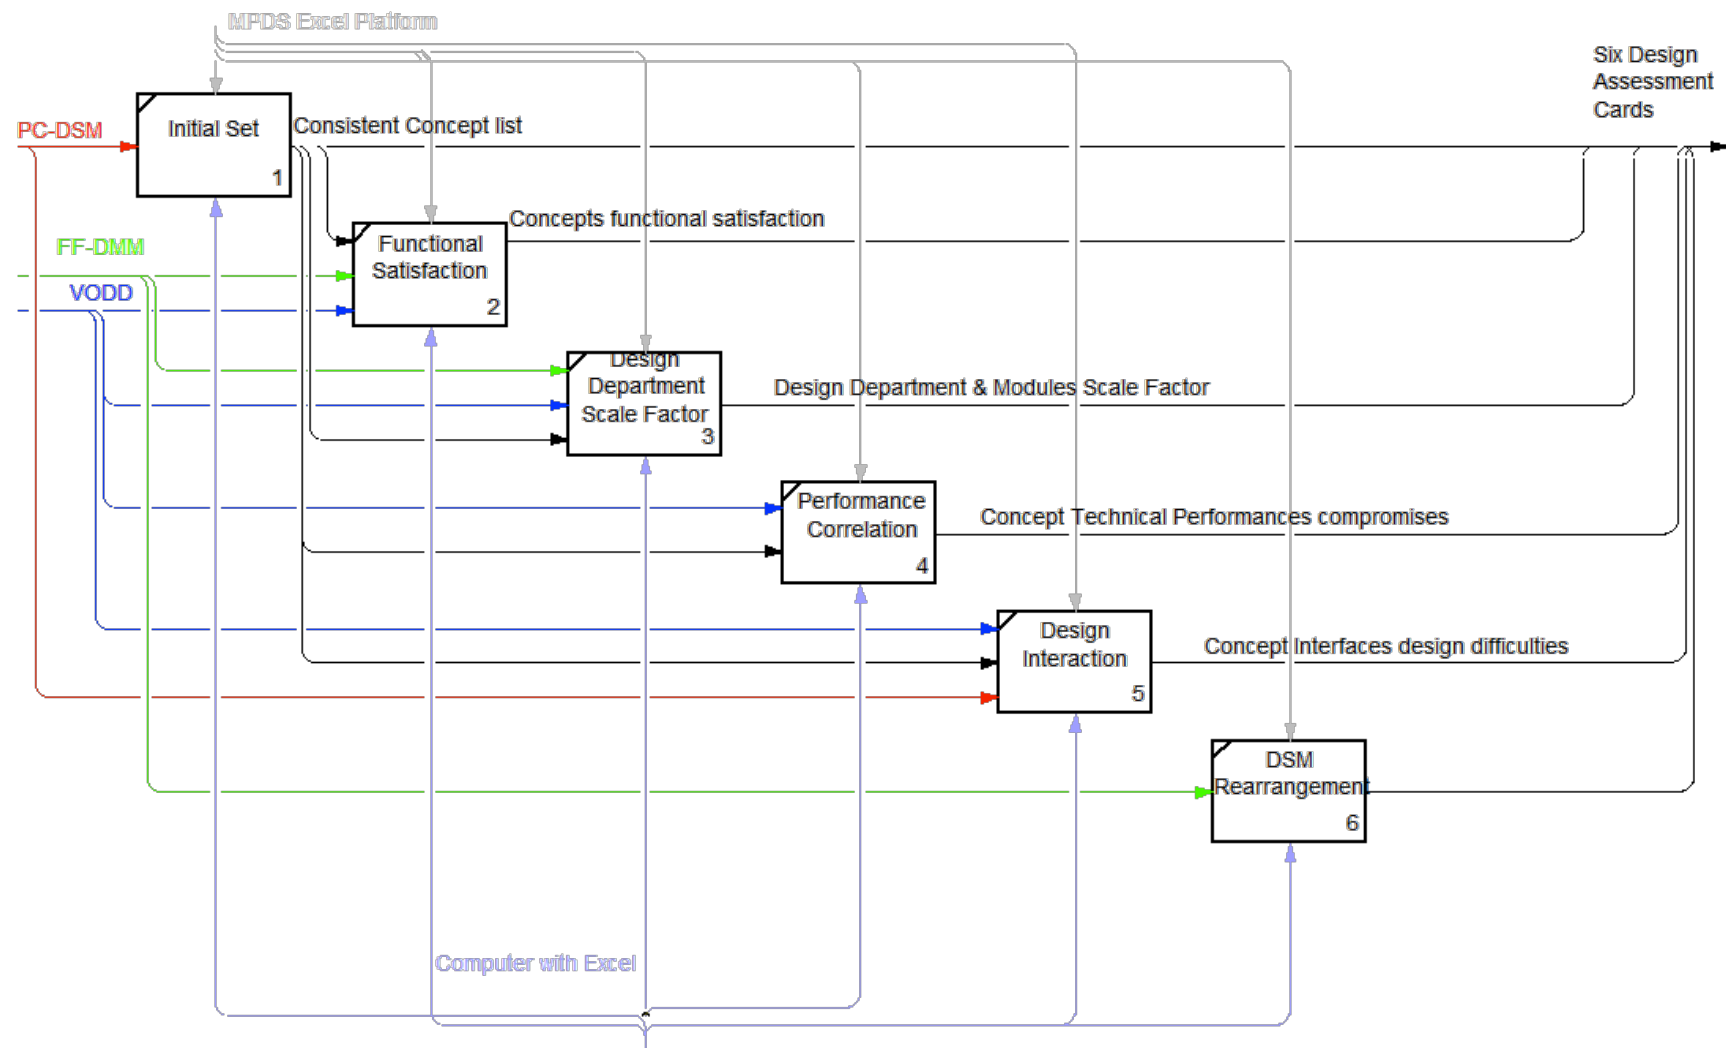 MPDS Excel Platform
Six Design
Assessment
Cards
PC-DSM
Initial Set
1
Consistent Concept list
FF-DMM
VODD
Functional
Satisfaction
2
Concepts functional satisfaction
Design
Department
Scale Factor
3
Design Department & Modules Scale Factor
Performance
Correlation
4
Concept Technical Performances compromises
Design
Interaction
5
Concept Interfaces design difficulties
DSM
Rearrangement
6
Computer with Excel